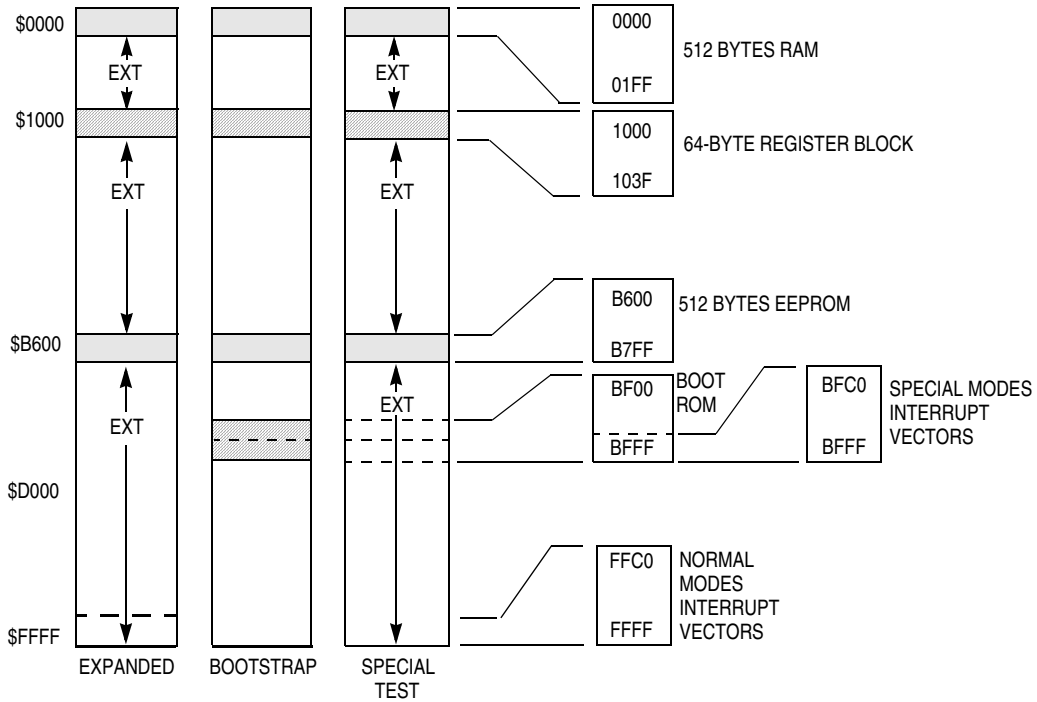 $0000
EXT
EXT
0000
01FF
512 BYTES RAM
$1000
1000
103F
64-BYTE REGISTER BLOCK
EXT
EXT
$B600
B600
B7FF
512 BYTES EEPROM
EXT
EXT
BF00
BFFF
BOOT
ROM
BFC0
BFFF
SPECIAL MODES
INTERRUPT
VECTORS
$D000
FFC0
FFFF
NORMAL
MODES
INTERRUPT
VECTORS
$FFFF
EXPANDED
BOOTSTRAP
SPECIAL
TEST